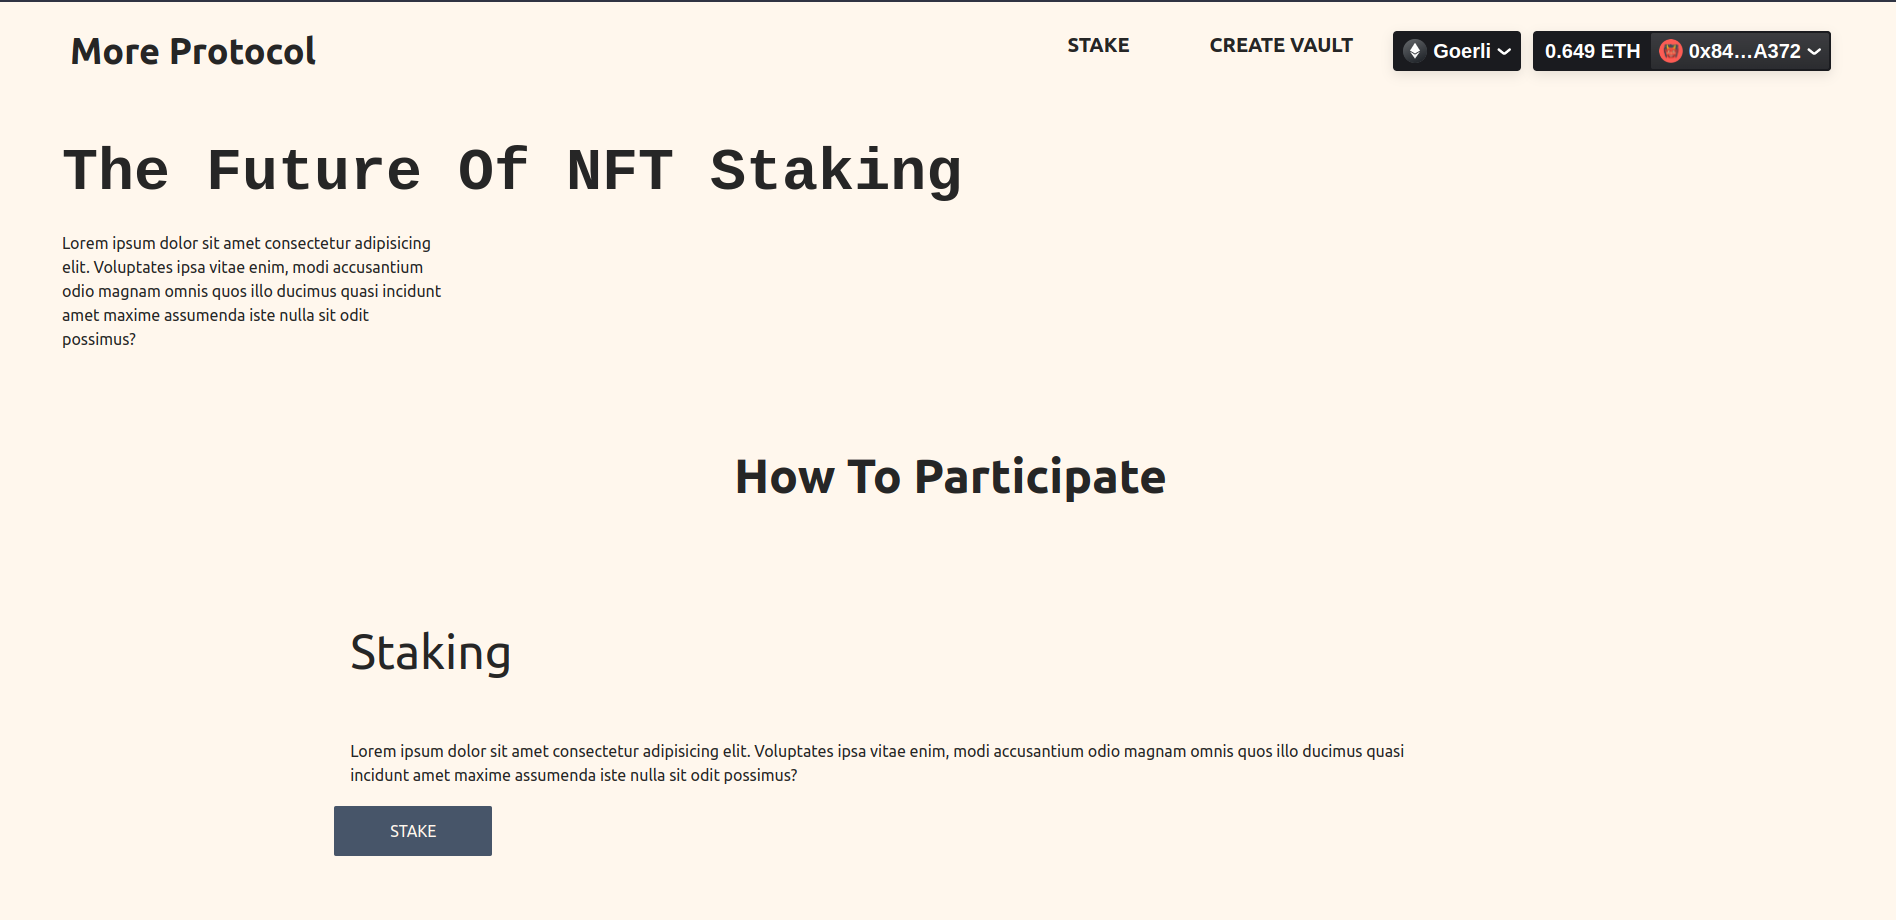 More Protocol
STAKE
CREATE VAULT
Goerli
0.649 ETH
0x84...A372
The Future Of NFT Staking
Lorem ipsum dolor sit amet consectetur adipisicing
elit. Voluptates ipsa vitae enim, modi accusantium
odio magnam omnis quos illo ducimus quasi incidunt
amet maxime assumenda iste nulla sit odit
possimus?
How To Participate
Staking
Lorem ipsum dolor sit amet consectetur adipisicing elit. Voluptates ipsa vitae enim, modi accusantium odio magnam omnis quos illo ducimus quasi
incidunt amet maxime assumenda iste nulla sit odit possimus?
STAKE